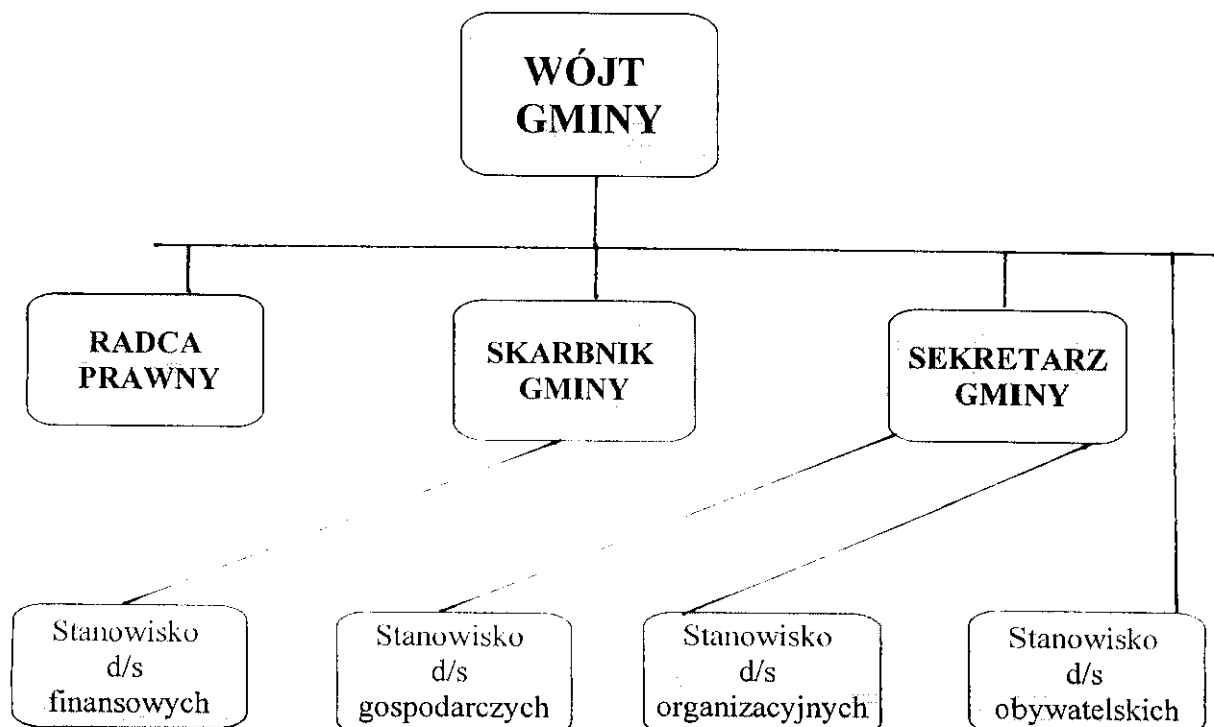 WÓJT
GMINY
RADCA
PRAWNY
SKARBNIK
GMINY
SEKRETARZ
GMINY
Stanowisko
d/s
finansowych
Stanowisko
d/s
gospodarczych
Stanowisko
d/s
organizacyjnych
Stanowisko
d/s
obywatelskich